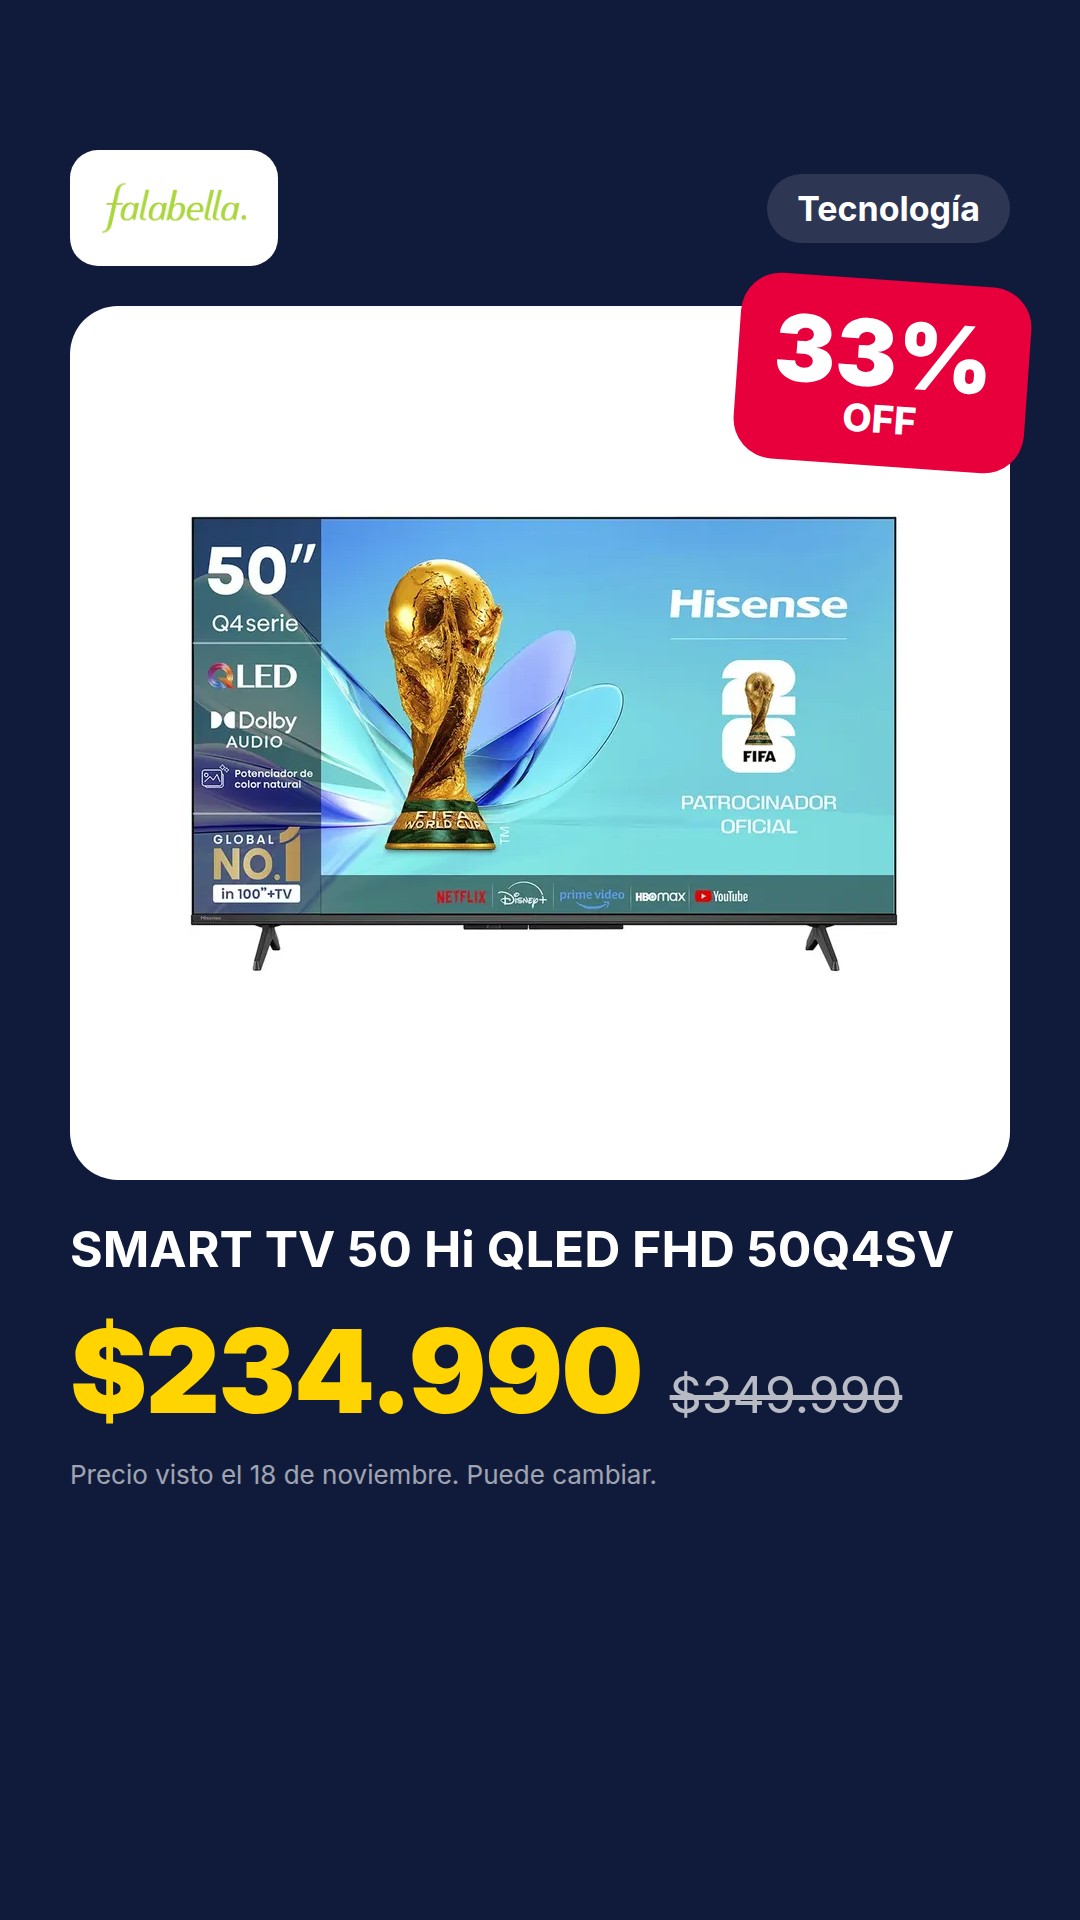 falabella.
Tecnología
33%
OFF
50”
Q4 serie
QLED
Dolby
AUDIO
Potenciador de
color natural
GLOBAL
NO.1
in 100”+TV
Hisense
FIFA
PATROCINADOR
OFICIAL
FIFA
WORLD CUP
TM
NETFLIX Disney+ prime video HBO max YouTube
Hisense
SMART TV 50 Hi QLED FHD 50Q4SV
$234.990 $349.990
Precio visto el 18 de noviembre. Puede cambiar.